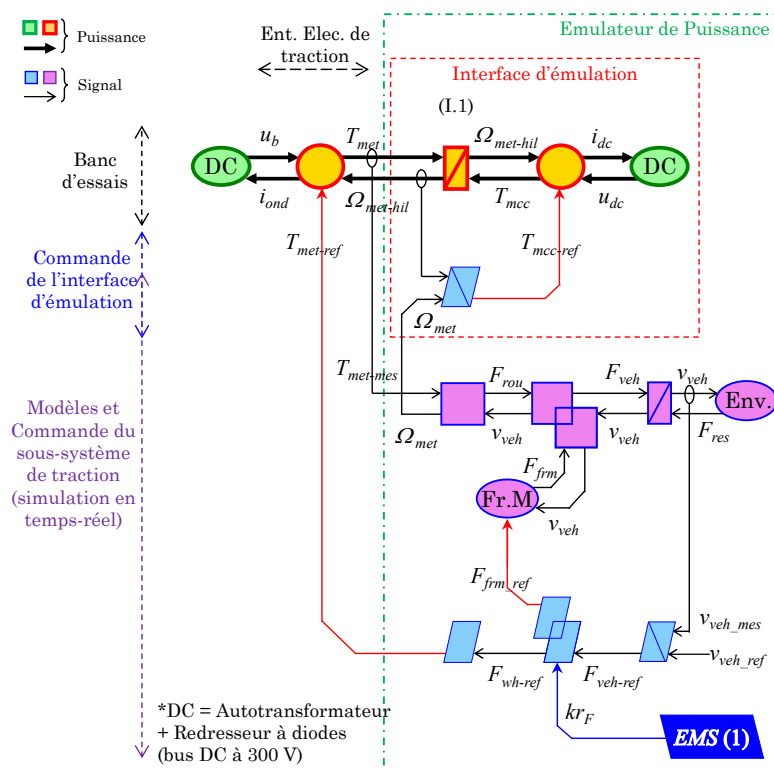 Puissance
Signal
Ent. Elec. de
traction
Emulateur de Puissance
Interface d'émulation
(I.1)
Banc
d'essais
DC
u_b
i_ond
T_met
Ω_met-hil
Ω_met-hil
T_mcc
i_dc
u_dc
DC
T_met-ref
T_mcc-ref
Commande
de l'interface
d'émulation
Ω_met
T_met-mes
Modèles et
Commande du
sous-système
de traction
(simulation en
temps-réel)
F_rou
F_veh
v_veh
Env.
Ω_met
v_veh
v_veh
F_res
F_frm
Fr.M
v_veh
F_frm_ref
v_veh_mes
v_veh_ref
F_wh-ref
F_veh-ref
kr_F
EMS (1)
*DC = Autotransformateur
+ Redresseur à diodes
(bus DC à 300 V)